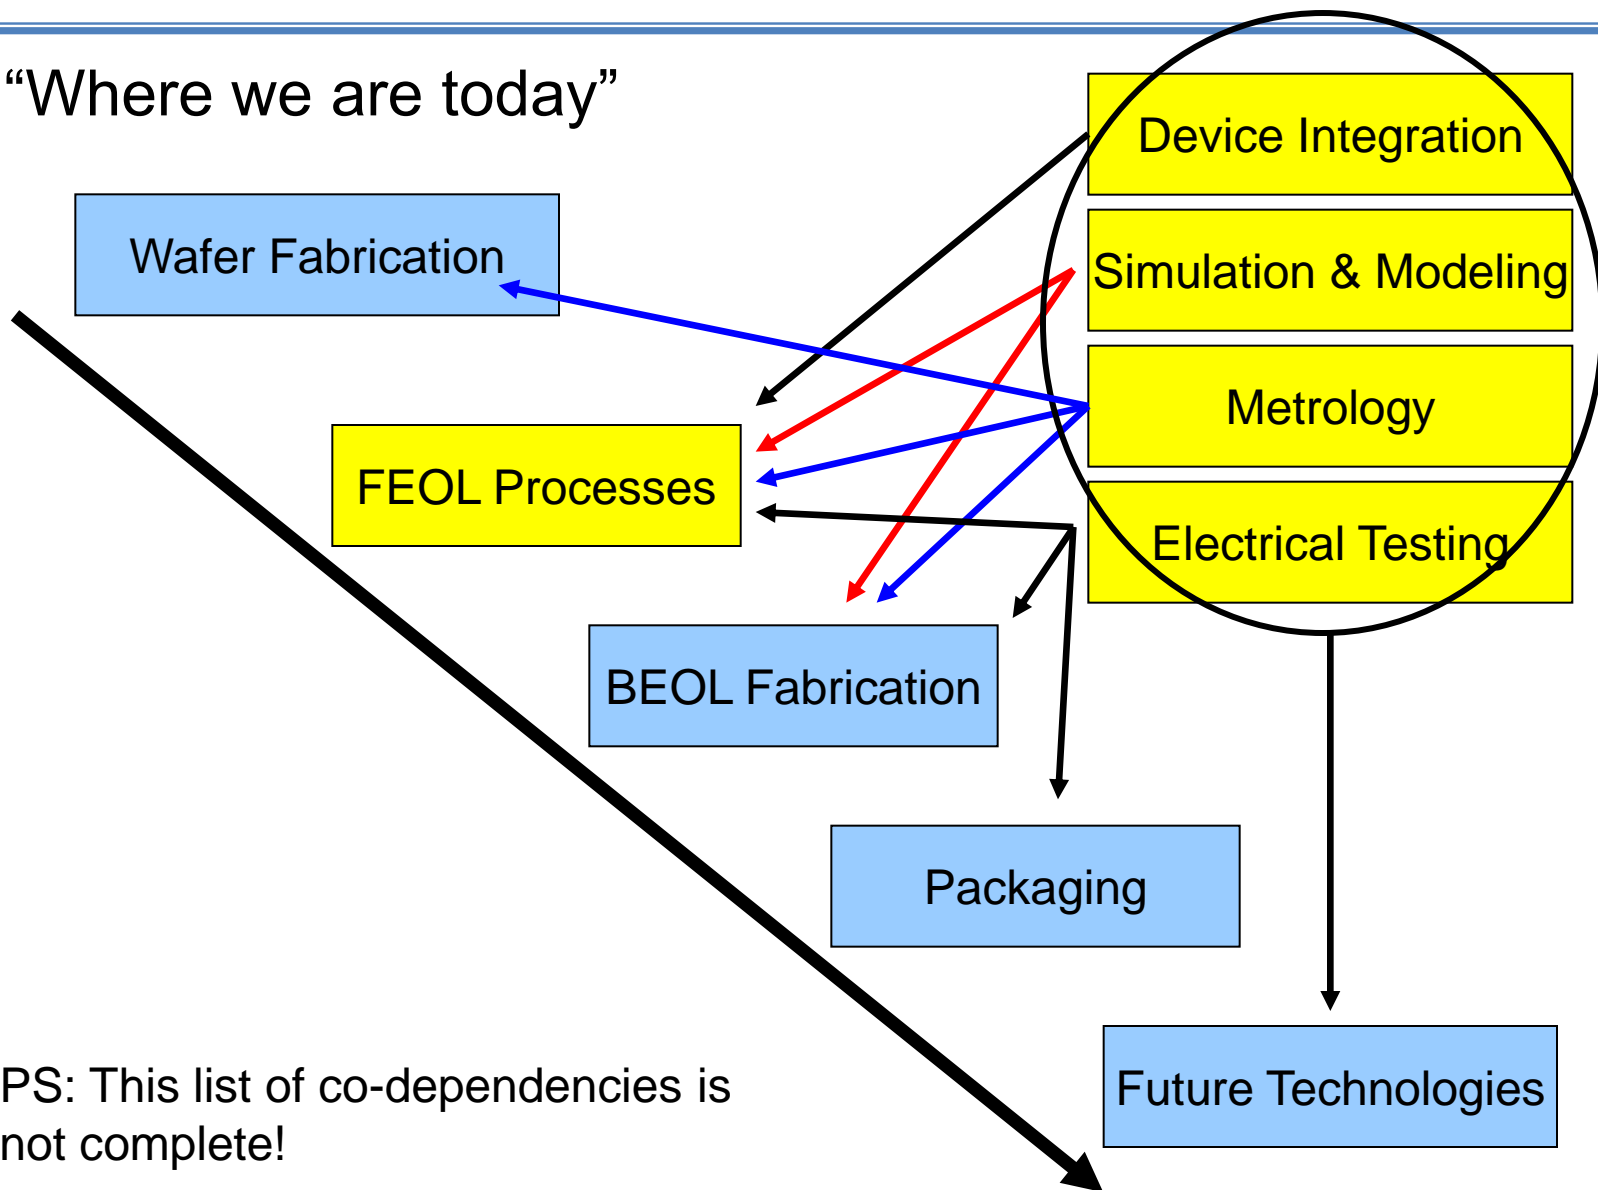 “Where we are today”
Device Integration
Wafer Fabrication
Simulation & Modeling
Metrology
FEOL Processes
Electrical Testing
BEOL Fabrication
Packaging
Future Technologies
PS: This list of co-dependencies is
not complete!